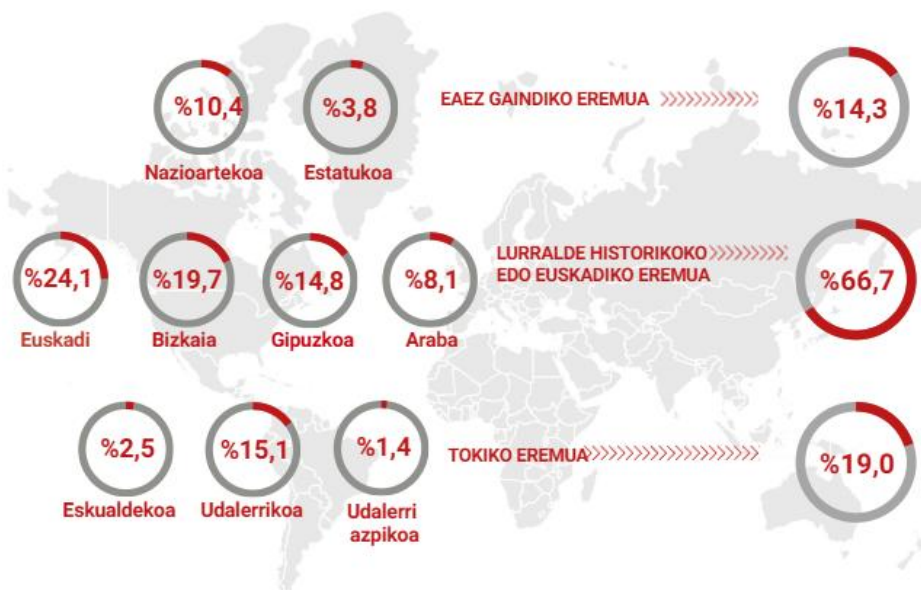 %10,4
%3,8
EAEZ GAINDIKO EREMUA
%14,3
Nazioartekoa
Estatukoa
%24,1
%19,7
%14,8
%8,1
LURRALDE HISTORIKOKO
EDO EUSKADIKO EREMUA
%66,7
Euskadi
Bizkaia
Gipuzkoa
Araba
%2,5
%15,1
%1,4
TOKIKO EREMUA
%19,0
Eskualdekoa
Udalerrikoa
Udalerri
azpikoa